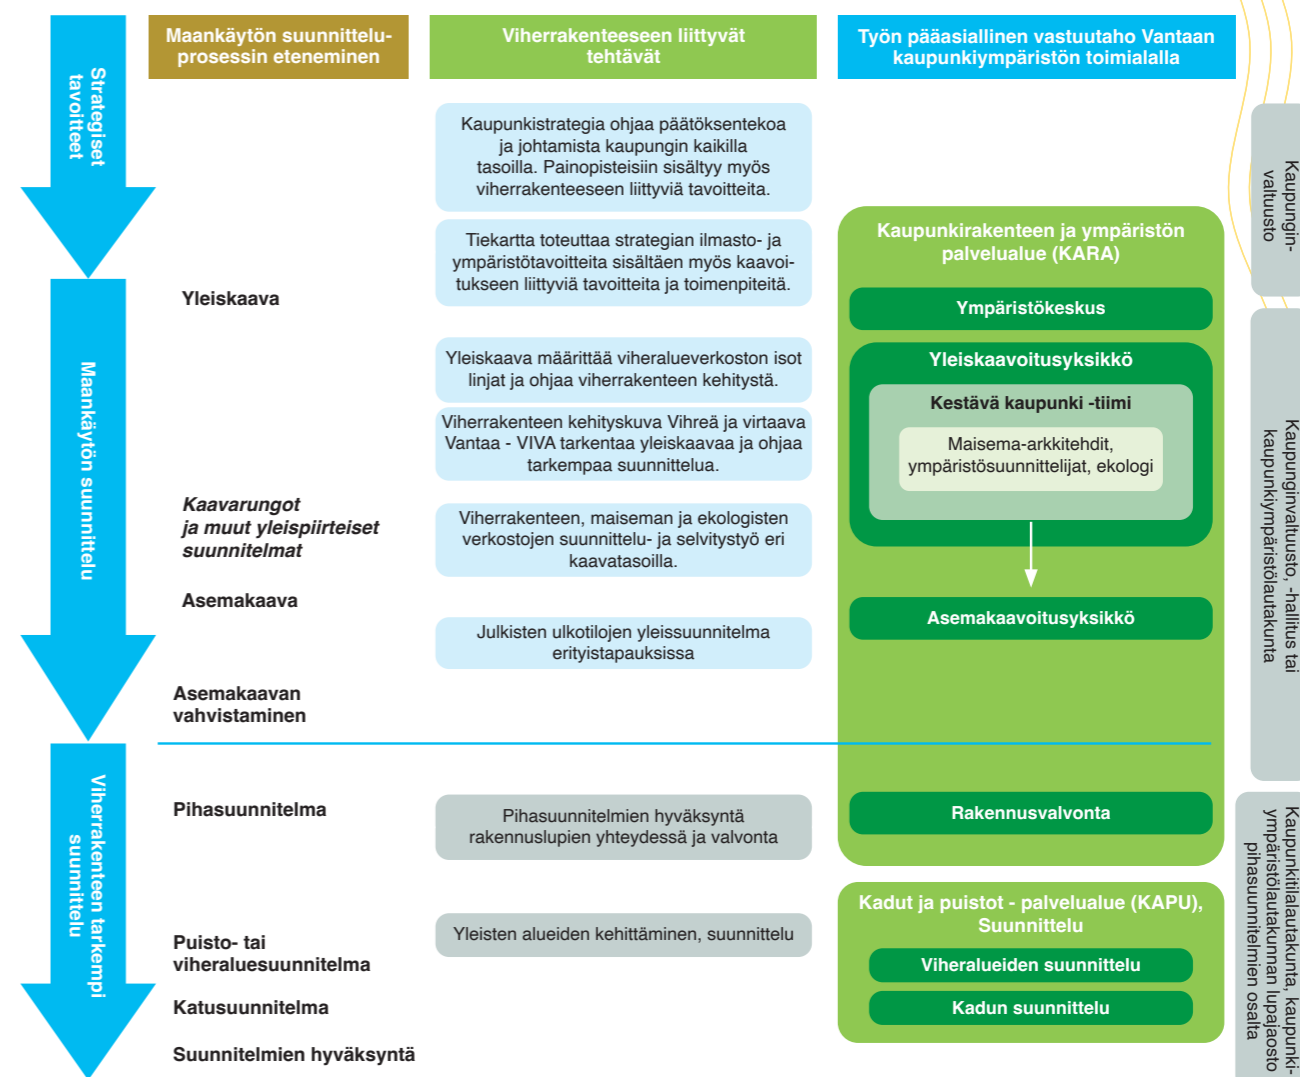 Maankäytön suunnittelu-
prosessin eteneminen
Viherrakenteeseen liittyvät
tehtävät
Työn pääasiallinen vastuutaho Vantaan
kaupunkiympäristön toimialalla
Strategiset
tavoitteet
Kaupunkistrategia ohjaa päätöksentekoa
ja johtamista kaupungin kaikilla
tasoilla. Painopisteisiin sisältyy myös
viherrakenteeseen liittyviä tavoitteita.
Kaupungin-
valtuusto
Tiekartta toteuttaa strategian ilmasto- ja
ympäristötavoitteita sisältäen myös kaavoi-
tukseen liittyviä tavoitteita ja toimenpiteitä.
Kaupunkirakenteen ja ympäristön
palvelualue (KARA)
Maankäytön suunnittelu
Yleiskaava
Ympäristökeskus
Yleiskaava määrittää viheralueverkoston isot
linjat ja ohjaa viherrakenteen kehitystä.
Yleiskaavoitusyksikkö
Kestävä kaupunki -tiimi
Maisema-arkkitehdit,
ympäristösuunnittelijat, ekologi
Viherrakenteen kehityskuva Vihreä ja virtaava
Vantaa - VIVA tarkentaa yleiskaavaa ja ohjaa
tarkempaa suunnittelua.
Kaupunginvaltuusto, -hallitus tai
kaupunkiympäristölautakunta
Kaavarungot
ja muut yleispiirteiset
suunnitelmat
Viherrakenteen, maiseman ja ekologisten
verkostojen suunnittelu- ja selvitystyö eri
kaavatasoilla.
Asemakaava
Asemakaavoitusyksikkö
Julkisten ulkotilojen yleissuunnitelma
erityistapauksissa
Asemakaavan
vahvistaminen
Viherrakenteen tarkempi
suunnittelu
Pihasuunnitelma
Pihasuunnitelmien hyväksyntä
rakennuslupien yhteydessä ja valvonta
Rakennusvalvonta
Kaupunkitilalautakunta, kaupunki-
ympäristölautakunnan lupajaosto
pihasuunnitelmien osalta
Kadut ja puistot - palvelualue (KAPU),
Suunnittelu
Puisto- tai
viheraluesuunnitelma
Yleisten alueiden kehittäminen, suunnittelu
Viheralueiden suunnittelu
Katusuunnitelma
Kadun suunnittelu
Suunnitelmien hyväksyntä